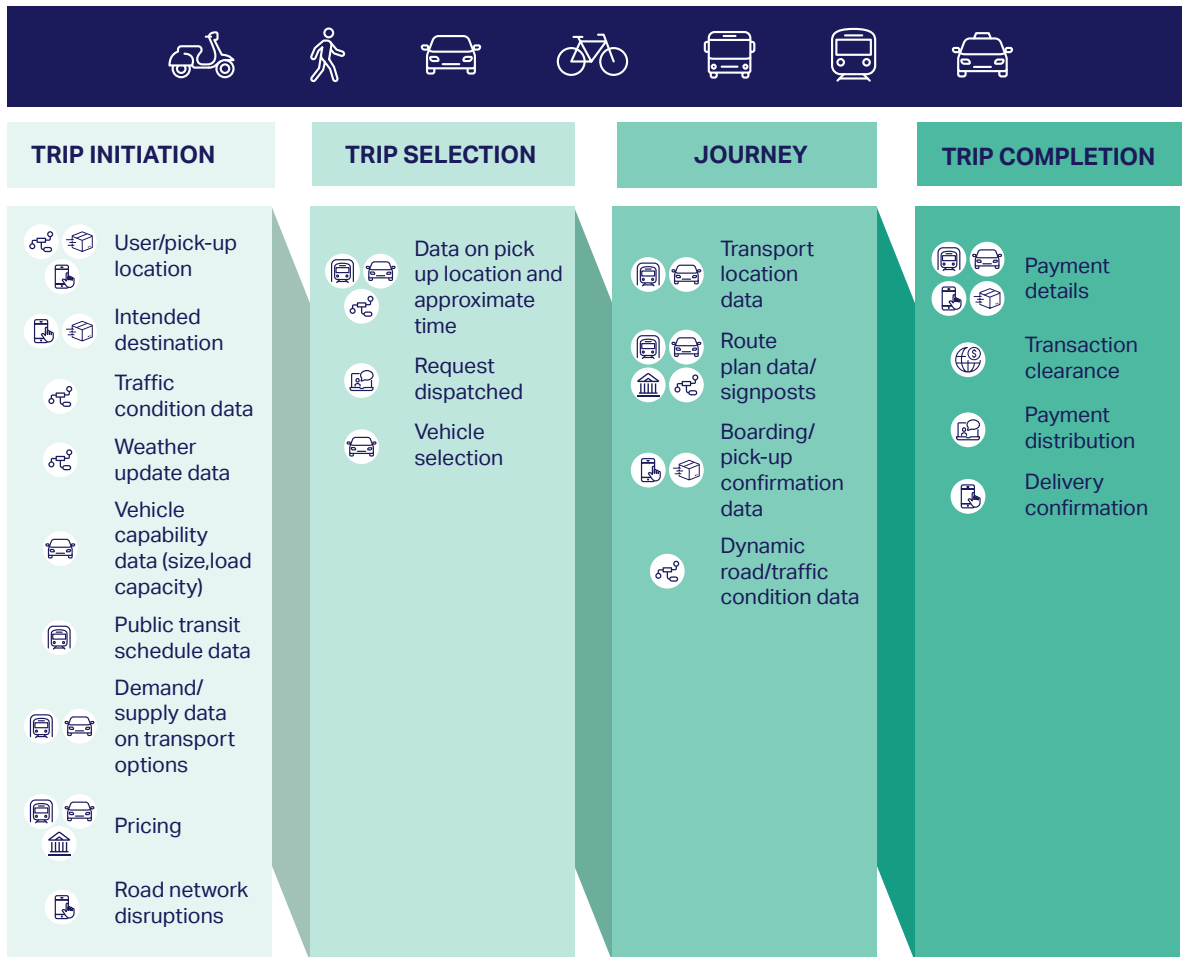 TRIP INITIATION
TRIP SELECTION
JOURNEY
TRIP COMPLETION
User/pick-up
location
Intended
destination
Traffic
condition data
Weather
update data
Vehicle
capability
data (size,load
capacity)
Public transit
schedule data
Demand/
supply data
on transport
options
Pricing
Road network
disruptions
Data on pick
up location and
approximate
time
Request
dispatched
Vehicle
selection
Transport
location
data
Route
plan data/
signposts
Boarding/
pick-up
confirmation
data
Dynamic
road/traffic
condition data
Payment
details
Transaction
clearance
Payment
distribution
Delivery
confirmation